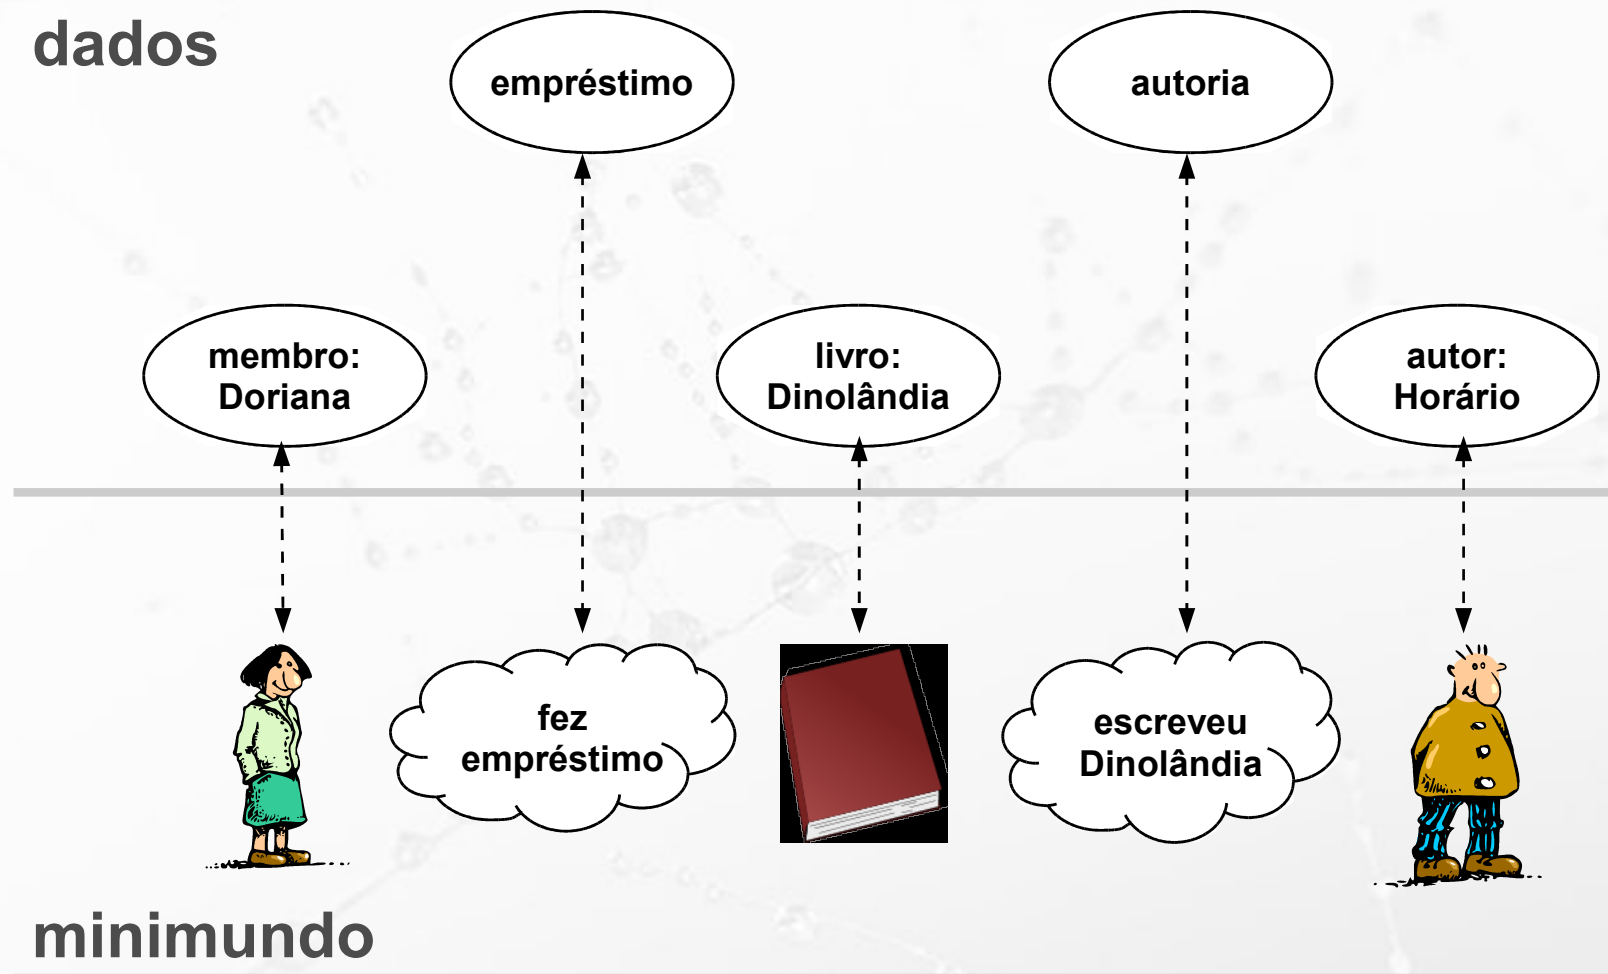 dados
empréstimo
autoria
membro:
Doriana
livro:
Dinolândia
autor:
Horário
fez
empréstimo
escreveu
Dinolândia
minimundo